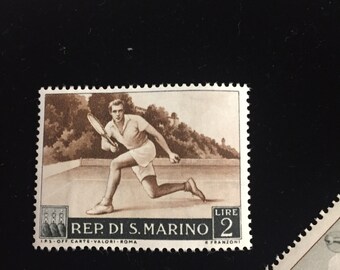 LIRE
2
REP. DI S. MARINO
I.P.S.-OFF. CARTE-VALORI-ROMA R. FRANZONI